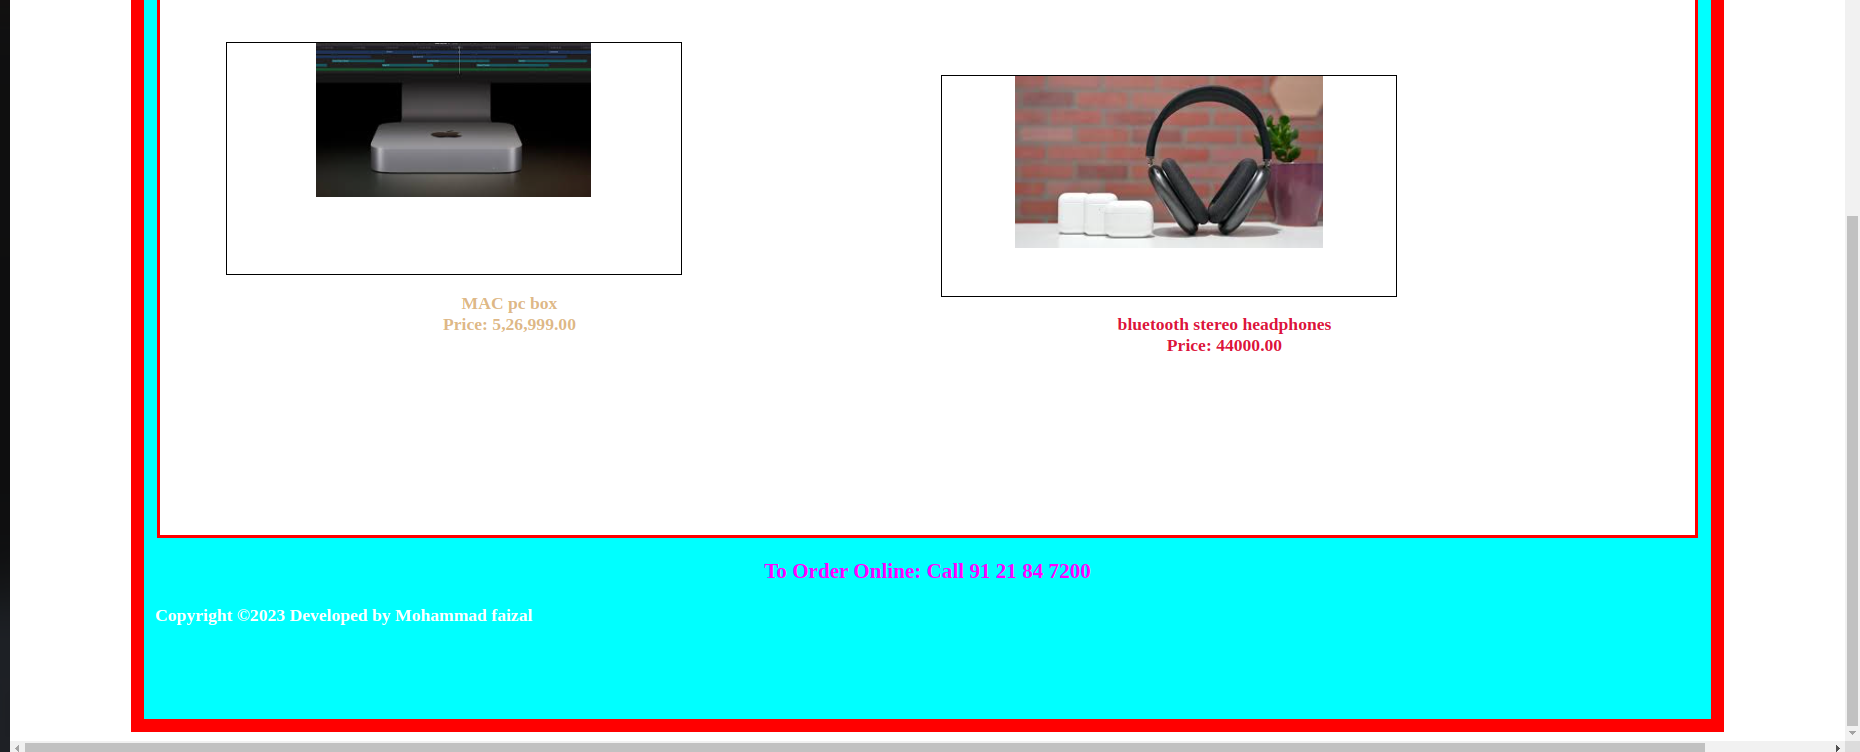 MAC pc box
Price: 5,26,999.00
bluetooth stereo headphones
Price: 44000.00
To Order Online: Call 91 21 84 7200
Copyright ©2023 Developed by Mohammad faizal